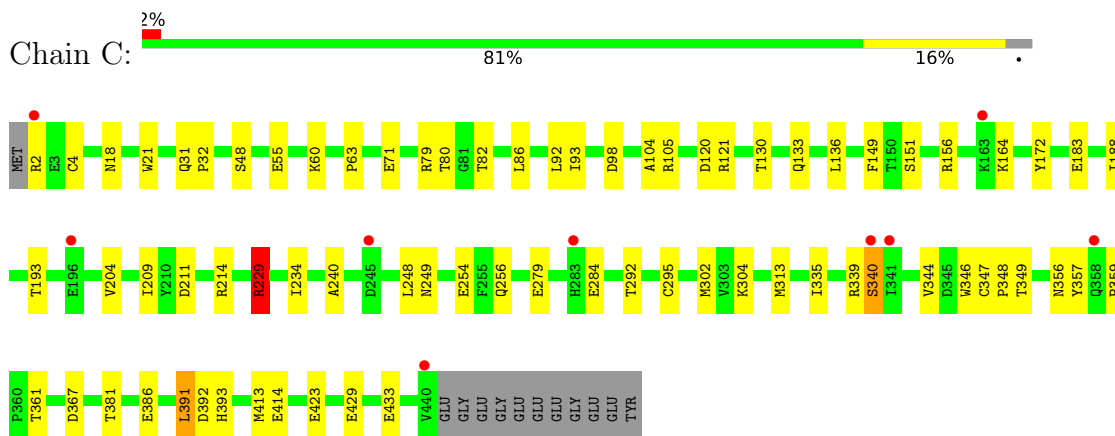 2%
Chain C:
81% 16% •
MET R2 E3 C4 N18 W21 Q31 P32 S48 E55 K60 P63 E71 R79 T80 G81 T82 L86 L92 I93 D98 A104 R105 D120 R121 T130 Q133 L136 F149 T150 S151 R156 K163 K164 Y172 E183 I188
T193 E196 V204 I209 Y210 D211 R214 R229 I234 A240 D245 L248 N249 E254 F255 Q256 E279 H283 E284 T292 C295 M302 V303 K304 M313 I335 R339 S340 I341 V344 D345 W346 C347 P348 T349 N356 Y357 Q358 P359
P360 T361 D367 T381 E386 L391 D392 H393 M413 E414 E423 E429 E433 V440 GLU GLY GLU GLY GLU GLU GLU GLY GLU GLU TYR